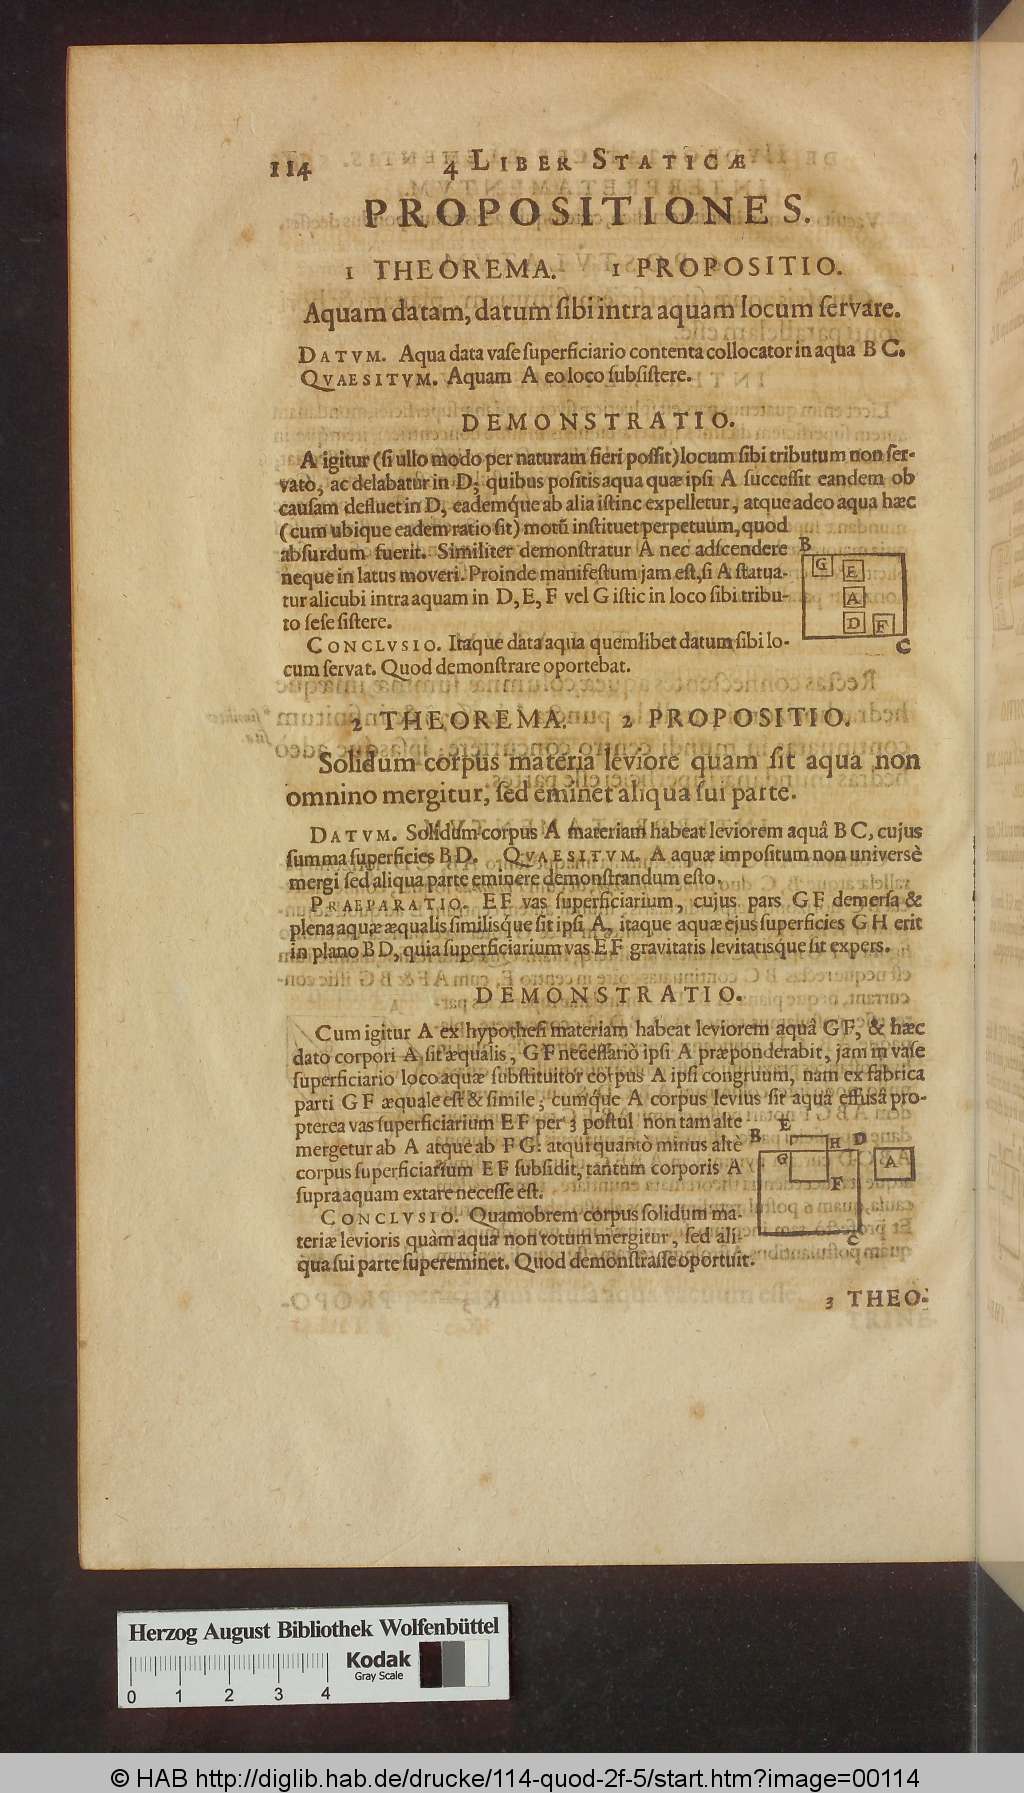 114 4 LIBER STATICÆ
PROPOSITIONES.
1 THEOREMA. 1 PROPOSITIO.
Aquam datam, datum ſibi intra aquam locum ſervare.
DATVM. Aqua data vaſe ſuperficiario contenta collocator in aqua B C.
QVAESITVM. Aquam A eo loco ſubſiſtere.
DEMONSTRATIO.
A igitur (ſi ullo modo per naturam fieri poſſit) locum ſibi tributum non ſer-
vato, ac delabatur in D; quibus poſitis aqua quæ ipſi A ſucceſſit eandem ob
cauſam defluet in D, eademq́ue ab alia iſtinc expelletur, atque adeo aqua hæc
(cum ubique eadem ratio ſit) motũ inſtituet perpetuum, quod
abſurdum fuerit. Similiter demonſtratur A nec adſcendere
neque in latus moveri. Proinde manifeſtum jam eſt, ſi A ſtatua-
tur alicubi intra aquam in D, E, F vel G iſtic in loco ſibi tribu-
to ſeſe ſiſtere.
CONCLVSIO. Itaque data aqua quemlibet datum ſibi lo-
cum ſervat. Quod demonſtrare oportebat.
B
G
E
A
D F
C
2 THEOREMA. 2 PROPOSITIO.
Solidum corpus materia leviore quam ſit aqua non
omnino mergitur, ſed eminet aliqua ſui parte.
DATVM. Solidum corpus A materiam habeat leviorem aquâ B C, cujus
ſumma ſuperficies B D. QVAESITVM. A aquæ impoſitum non universè
mergi ſed aliqua parte eminere demonſtrandum eſto.
PRAEPARATIO. E F vas ſuperficiarium, cujus pars G F demerſa &
plena aquæ æqualis ſimilisque ſit ipſi A, itaque aquæ ejus ſuperficies G H erit
in plano B D, quia ſuperficiarium vas E F gravitatis levitatisque ſit expers.
DEMONSTRATIO.
Cum igitur A ex hypotheſi materiam habeat leviorem aquâ G F, & hæc
dato corpori A ſit æqualis, G F neceſſariò ipſi A præponderabit, jam in vaſe
ſuperficiario loco aquæ ſubſtituitor corpus A ipſi congruum, nam ex fabrica
parti G F æquale eſt & ſimile; cumq́ue A corpus levius ſit aquâ effuſâ pro-
pterea vas ſuperficiarium E F per 3 poſtul non tam alte
mergetur ab A atque ab F G: atqui quantò minus altè
corpus ſuperficiarium E F ſubſidit, tantum corporis A
ſupra aquam extare neceſſe eſt.
CONCLVSIO. Quamobrem corpus ſolidum ma-
teriæ levioris quàm aqua non totum mergitur, ſed ali-
qua ſui parte ſupereminet. Quod demonſtraſſe oportuit.
E
B H D
G A
F
C
3 THEO-
Herzog August Bibliothek Wolfenbüttel
Kodak
Gray Scale
0 1 2 3 4
© HAB http://diglib.hab.de/drucke/114-quod-2f-5/start.htm?image=00114